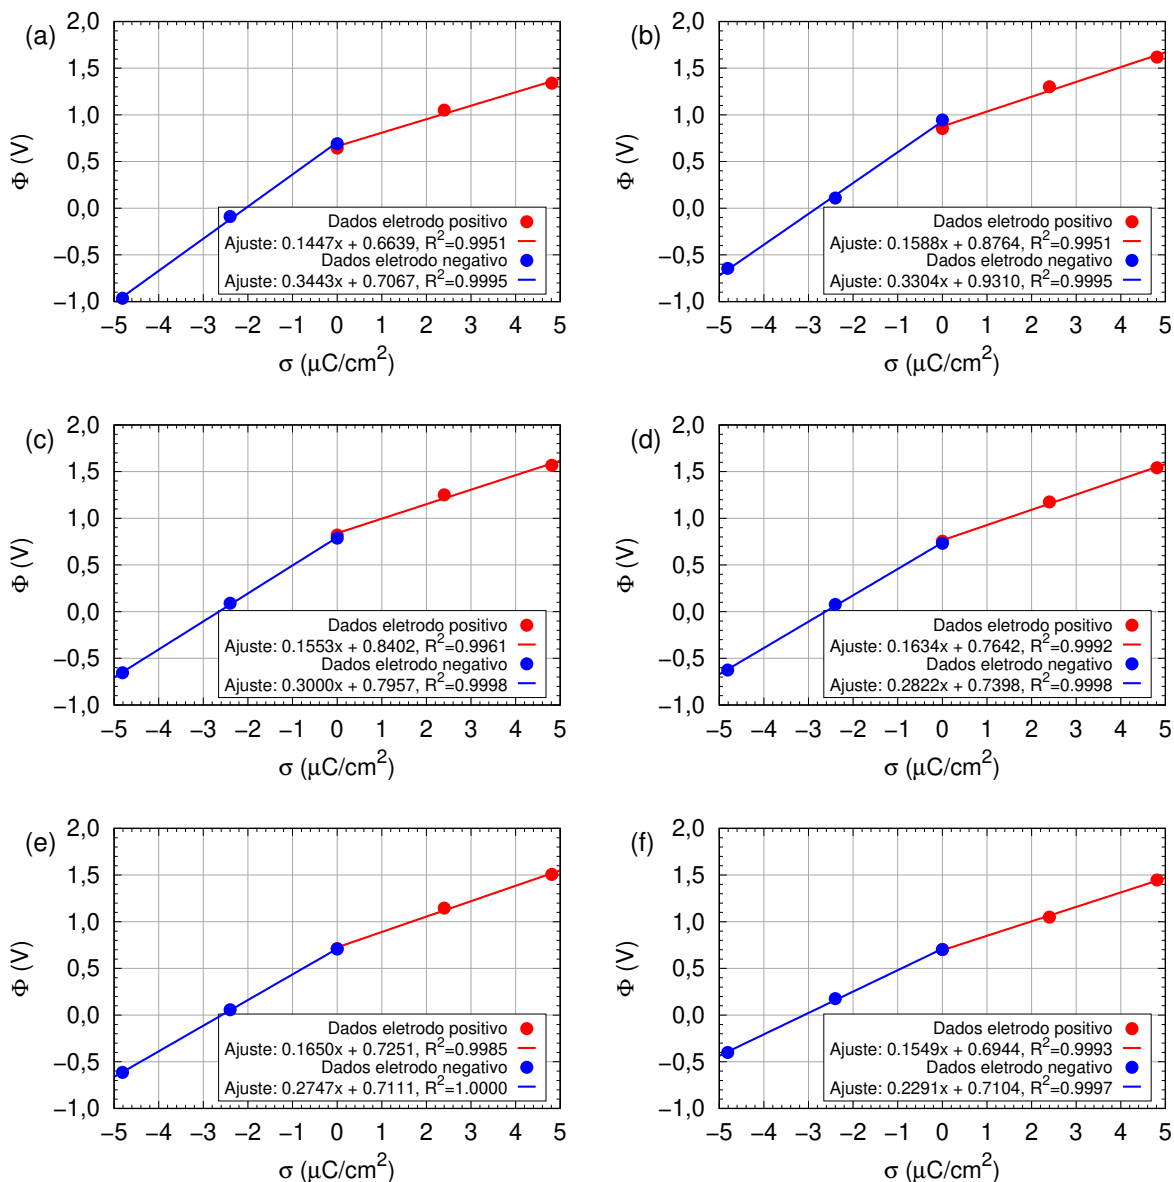 (a)
2,0
1,5
1,0
0,5
0,0
−0,5
−1,0
Φ (V)
Dados eletrodo positivo
Ajuste: 0.1447x + 0.6639, R²=0.9951
Dados eletrodo negativo
Ajuste: 0.3443x + 0.7067, R²=0.9995
−5 −4 −3 −2 −1 0 1 2 3 4 5
σ (μC/cm²)
(b)
2,0
1,5
1,0
0,5
0,0
−0,5
−1,0
Φ (V)
Dados eletrodo positivo
Ajuste: 0.1588x + 0.8764, R²=0.9951
Dados eletrodo negativo
Ajuste: 0.3304x + 0.9310, R²=0.9995
−5 −4 −3 −2 −1 0 1 2 3 4 5
σ (μC/cm²)
(c)
2,0
1,5
1,0
0,5
0,0
−0,5
−1,0
Φ (V)
Dados eletrodo positivo
Ajuste: 0.1553x + 0.8402, R²=0.9961
Dados eletrodo negativo
Ajuste: 0.3000x + 0.7957, R²=0.9998
−5 −4 −3 −2 −1 0 1 2 3 4 5
σ (μC/cm²)
(d)
2,0
1,5
1,0
0,5
0,0
−0,5
−1,0
Φ (V)
Dados eletrodo positivo
Ajuste: 0.1634x + 0.7642, R²=0.9992
Dados eletrodo negativo
Ajuste: 0.2822x + 0.7398, R²=0.9998
−5 −4 −3 −2 −1 0 1 2 3 4 5
σ (μC/cm²)
(e)
2,0
1,5
1,0
0,5
0,0
−0,5
−1,0
Φ (V)
Dados eletrodo positivo
Ajuste: 0.1650x + 0.7251, R²=0.9985
Dados eletrodo negativo
Ajuste: 0.2747x + 0.7111, R²=1.0000
−5 −4 −3 −2 −1 0 1 2 3 4 5
σ (μC/cm²)
(f)
2,0
1,5
1,0
0,5
0,0
−0,5
−1,0
Φ (V)
Dados eletrodo positivo
Ajuste: 0.1549x + 0.6944, R²=0.9993
Dados eletrodo negativo
Ajuste: 0.2291x + 0.7104, R²=0.9997
−5 −4 −3 −2 −1 0 1 2 3 4 5
σ (μC/cm²)